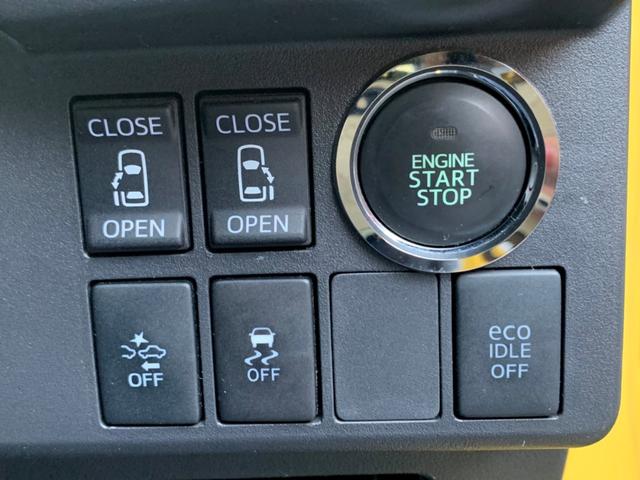 CLOSE
OPEN
CLOSE
OPEN
ENGINE
START
STOP
OFF
OFF
eco
IDLE
OFF